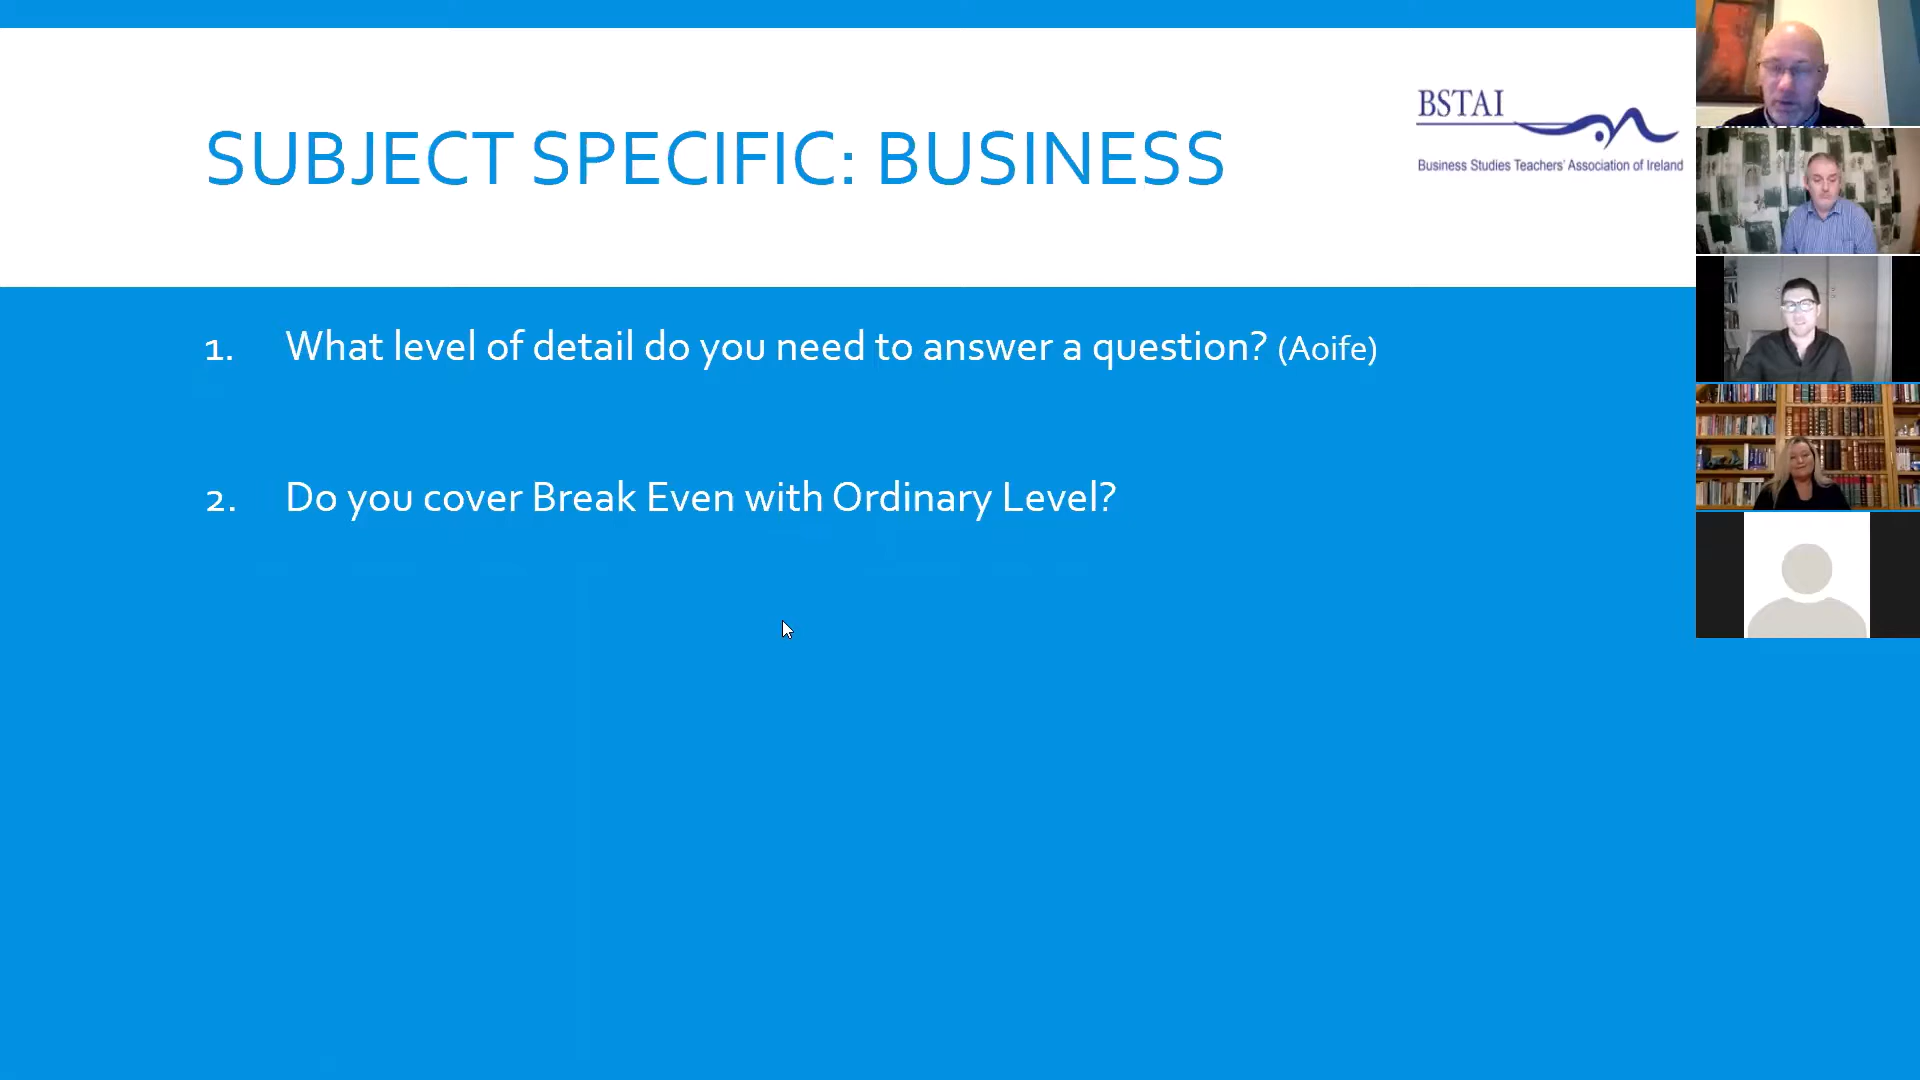 SUBJECT SPECIFIC: BUSINESS
BSTAI
Business Studies Teachers' Association of Ireland
1. What level of detail do you need to answer a question? (Aoife)
2. Do you cover Break Even with Ordinary Level?